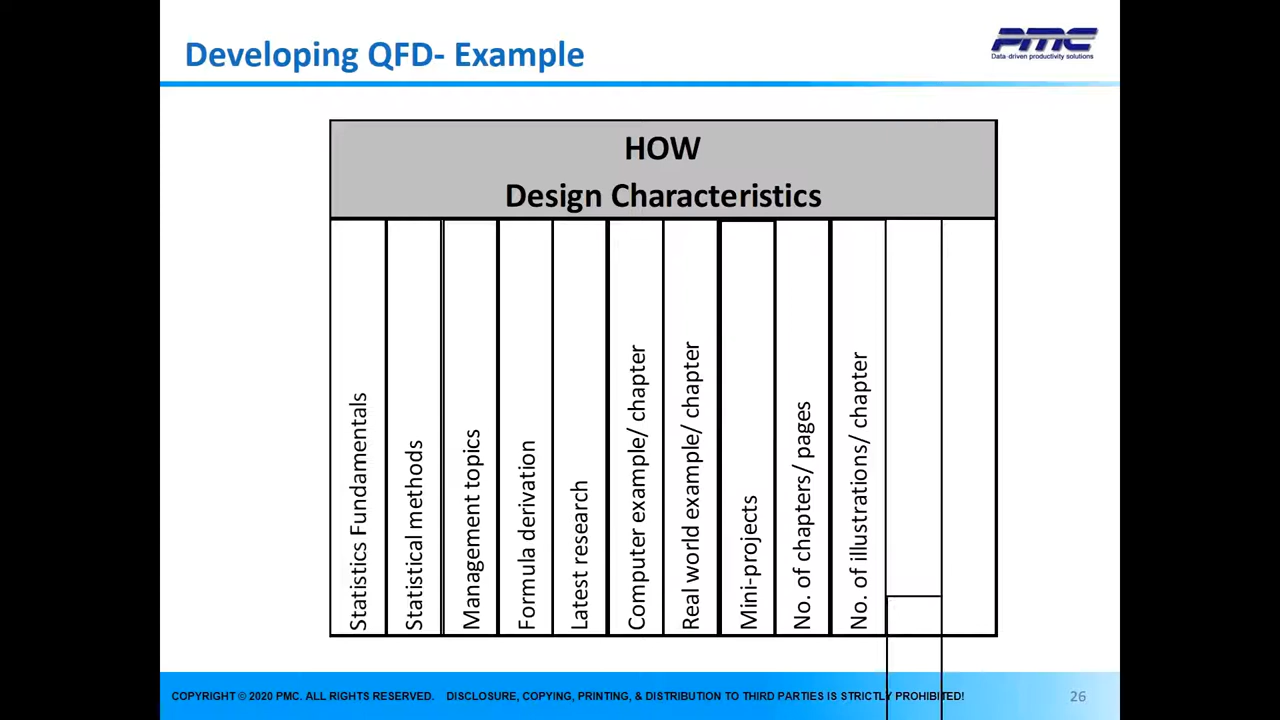 Developing QFD- Example
PMC
Data-driven productivity solutions
HOW
Design Characteristics
Statistics Fundamentals
Statistical methods
Management topics
Formula derivation
Latest research
Computer example/ chapter
Real world example/ chapter
Mini-projects
No. of chapters/ pages
No. of illustrations/ chapter
COPYRIGHT © 2020 PMC. ALL RIGHTS RESERVED. DISCLOSURE, COPYING, PRINTING, & DISTRIBUTION TO THIRD PARTIES IS STRICTLY PROHIBITED!
26